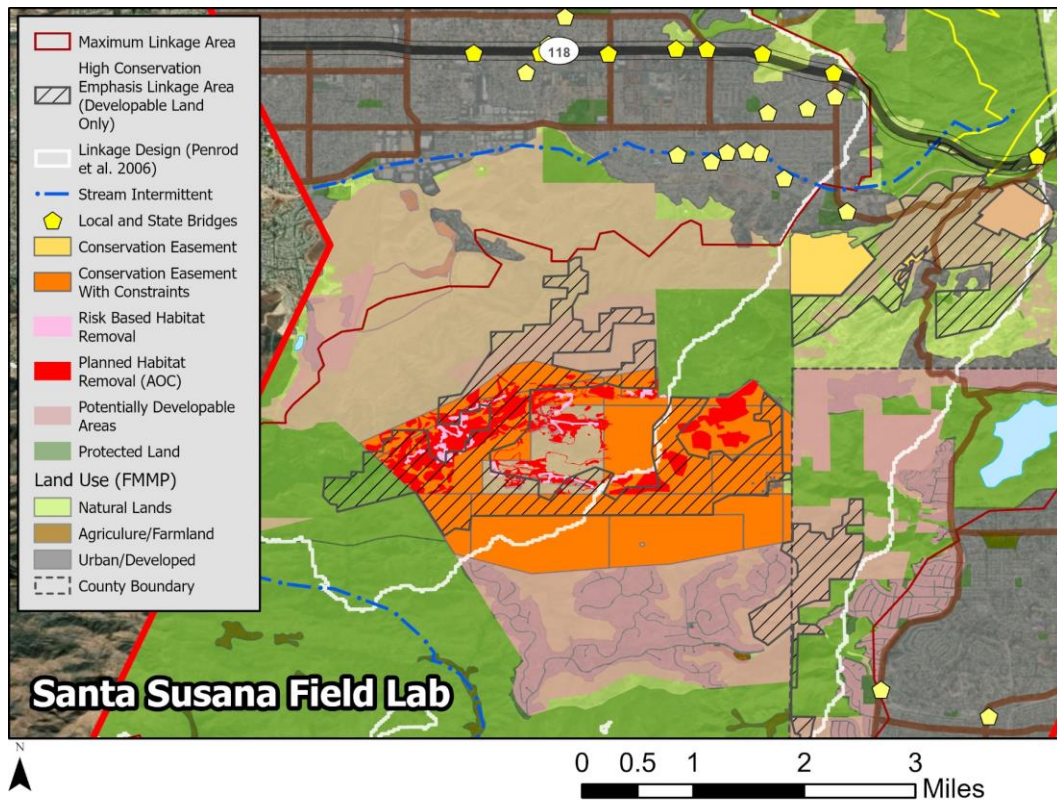 Maximum Linkage Area
High Conservation
Emphasis Linkage Area
(Developable Land
Only)
Linkage Design (Penrod
et al. 2006)
Stream Intermittent
Local and State Bridges
Conservation Easement
Conservation Easement
With Constraints
Risk Based Habitat
Removal
Planned Habitat
Removal (AOC)
Potentially Developable
Areas
Protected Land
Land Use (FMMP)
Natural Lands
Agriculure/Farmland
Urban/Developed
County Boundary
118
Santa Susana Field Lab
N
0 0.5 1 2 3
Miles